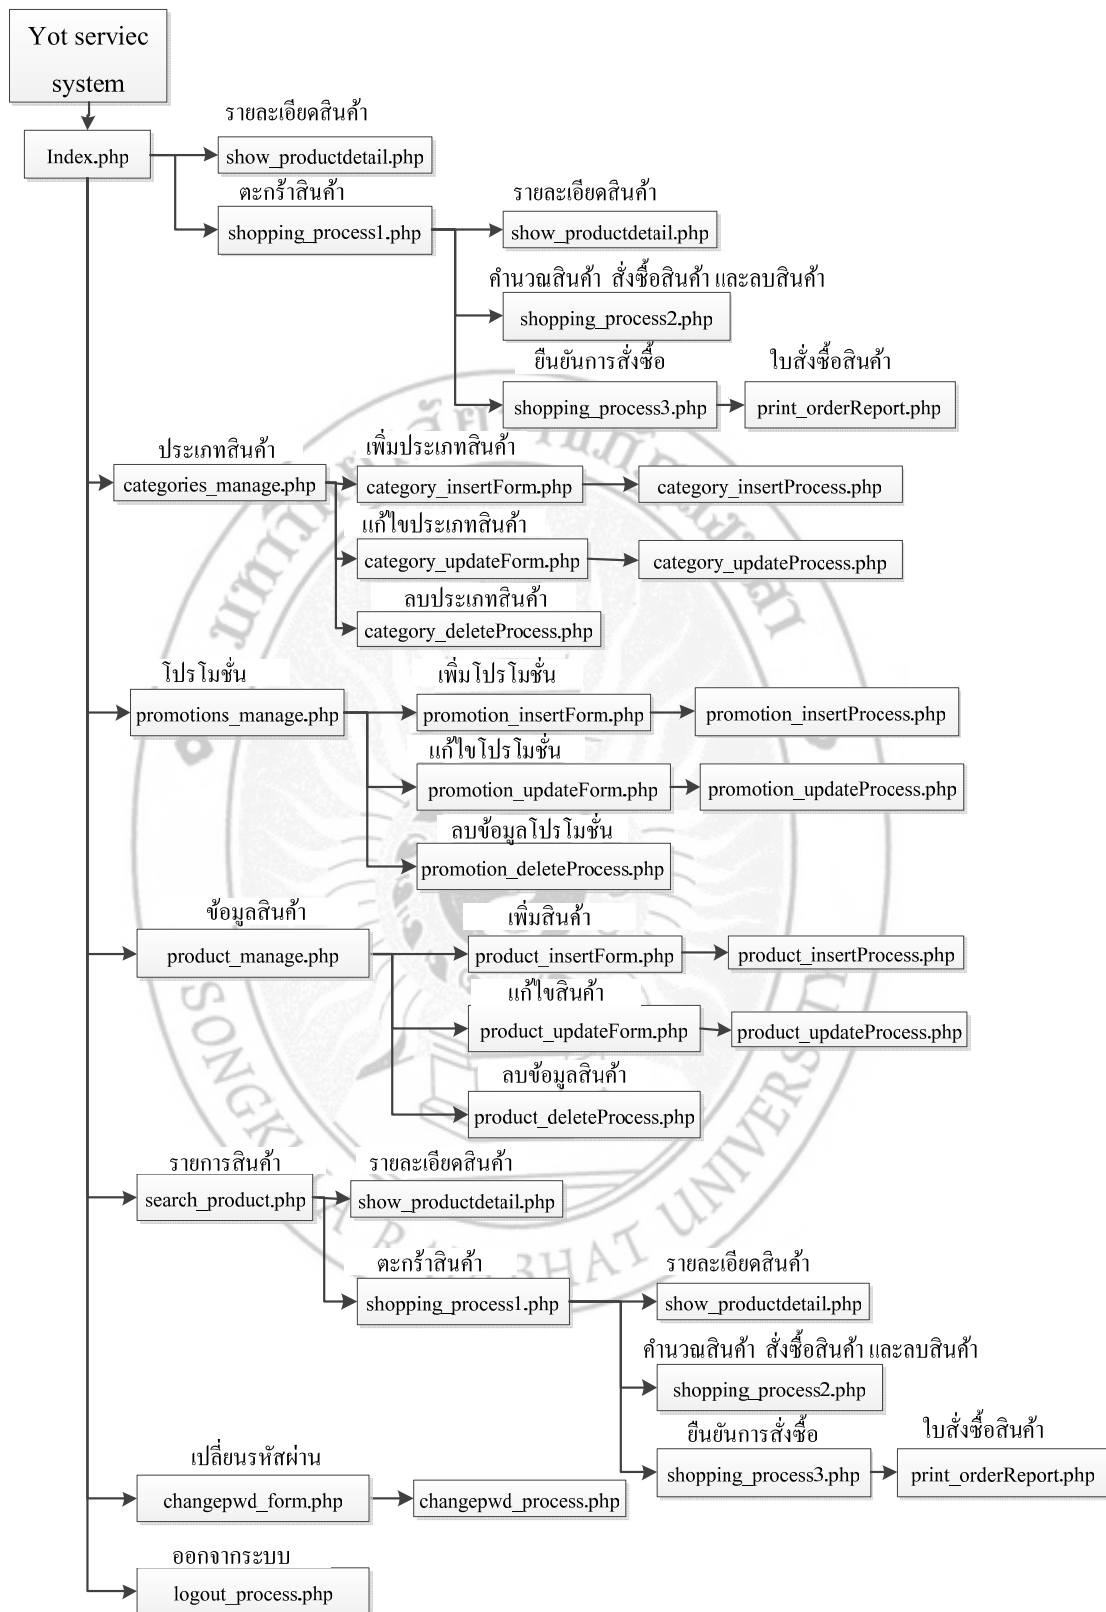 Yot serviec
system
Index.php
รายละเอียดสินค้า
show_productdetail.php
ตะกร้าสินค้า
shopping_process1.php
รายละเอียดสินค้า
show_productdetail.php
คำนวณสินค้า สั่งซื้อสินค้า และลบสินค้า
shopping_process2.php
ยืนยันการสั่งซื้อ
shopping_process3.php
ใบสั่งซื้อสินค้า
print_orderReport.php
ประเภทสินค้า
categories_manage.php
เพิ่มประเภทสินค้า
category_insertForm.php
category_insertProcess.php
แก้ไขประเภทสินค้า
category_updateForm.php
category_updateProcess.php
ลบประเภทสินค้า
category_deleteProcess.php
โปรโมชั่น
promotions_manage.php
เพิ่มโปรโมชั่น
promotion_insertForm.php
promotion_insertProcess.php
แก้ไขโปรโมชั่น
promotion_updateForm.php
promotion_updateProcess.php
ลบข้อมูลโปรโมชั่น
promotion_deleteProcess.php
ข้อมูลสินค้า
product_manage.php
เพิ่มสินค้า
product_insertForm.php
product_insertProcess.php
แก้ไขสินค้า
product_updateForm.php
product_updateProcess.php
ลบข้อมูลสินค้า
product_deleteProcess.php
รายการสินค้า
search_product.php
รายละเอียดสินค้า
show_productdetail.php
ตะกร้าสินค้า
shopping_process1.php
รายละเอียดสินค้า
show_productdetail.php
คำนวณสินค้า สั่งซื้อสินค้า และลบสินค้า
shopping_process2.php
ยืนยันการสั่งซื้อ
shopping_process3.php
ใบสั่งซื้อสินค้า
print_orderReport.php
เปลี่ยนรหัสผ่าน
changepwd_form.php
changepwd_process.php
ออกจากระบบ
logout_process.php
UNIVERSITY